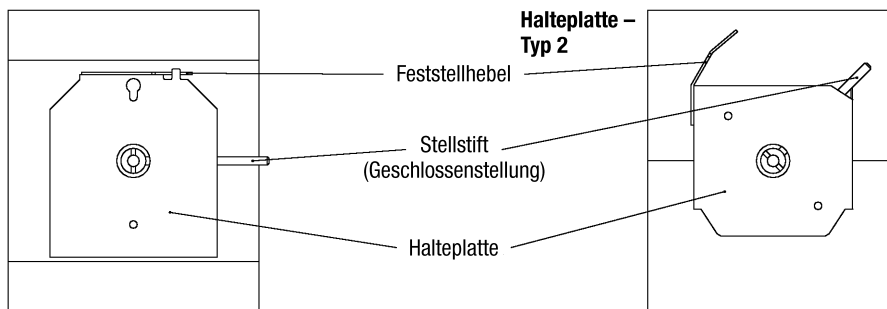 Halteplatte –
Typ 2
Feststellhebel
Stellstift
(Geschlossenstellung)
Halteplatte